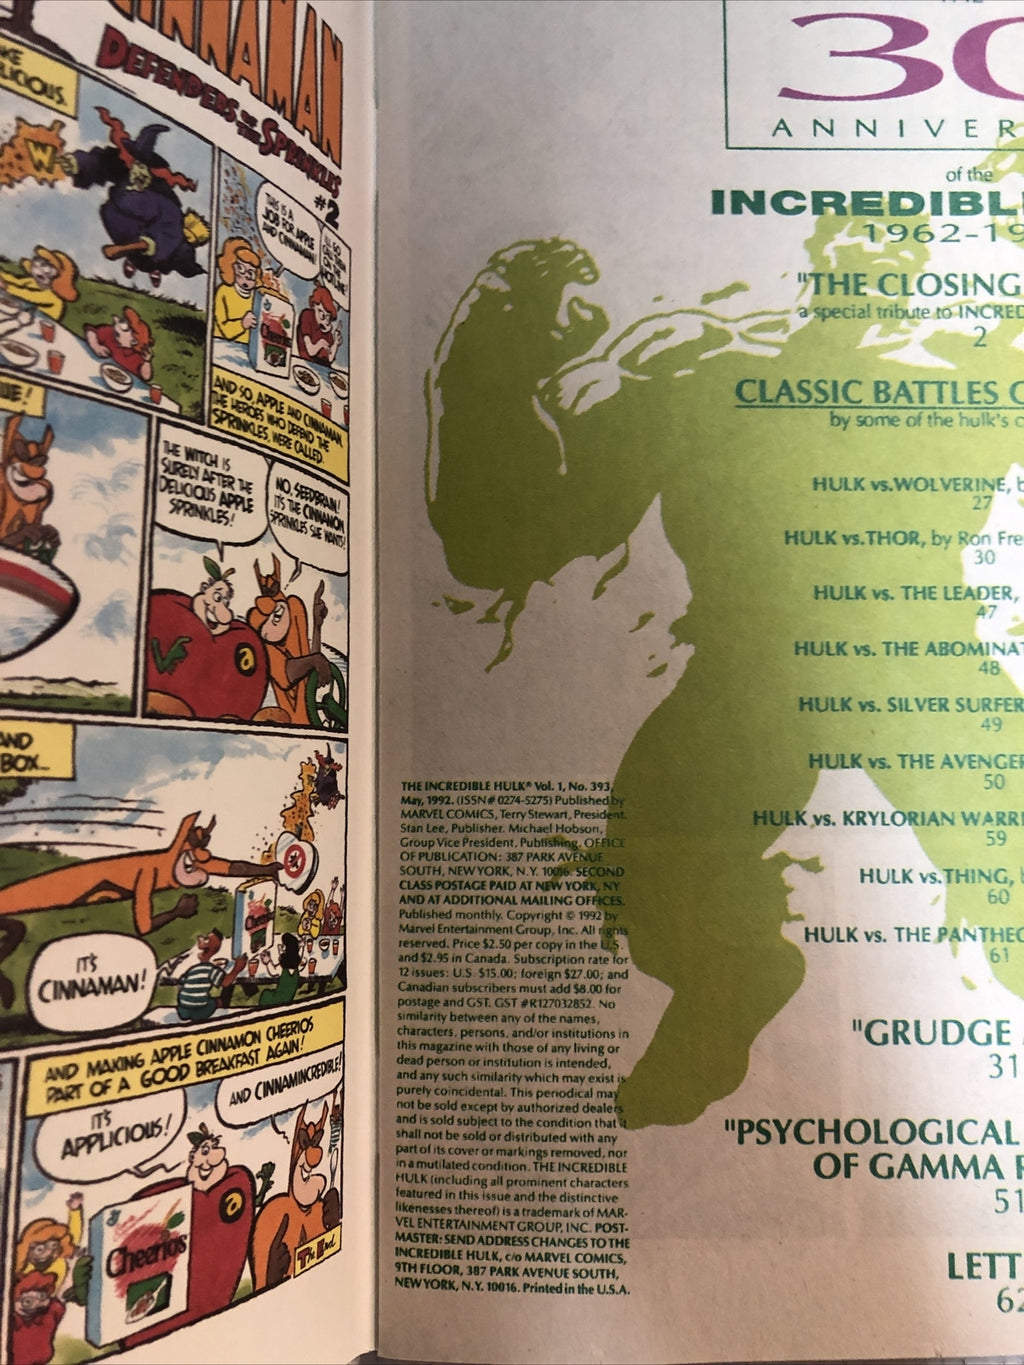 CINNAMAN
DEFENDERS OF
THE SPRINKLES
#2
LICIOUS.
W
THIS IS A
JOB FOR APPLE
AND CINNAMAN!
AND SO, APPLE AND CINNAMAN,
THE HEROES WHO DEFEND THE
SPRINKLES, WERE CALLED.
THE WITCH IS
SURELY AFTER THE
DELICIOUS APPLE
SPRINKLES!
NO, SEEDBRAIN!
IT'S THE CINNAMON
SPRINKLES SHE WANTS!
a
AND
BOX...
IT'S
CINNAMAN!
AND MAKING APPLE CINNAMON CHEERIOS
PART OF A GOOD BREAKFAST AGAIN!
IT'S
APPLICIOUS!
AND CINNAMINCREDIBLE!
a
Cheerios
The End
THE
30
ANNIVER
of the
INCREDIBL
1962-19
"THE CLOSING
a special tribute to INCRED
2
CLASSIC BATTLES
by some of the hulk's
HULK vs. WOLVERINE,
27
HULK vs. THOR, by Ron Fre
30
HULK vs. THE LEADER,
47
HULK vs. THE ABOMINAT
48
HULK vs. SILVER SURFER
49
HULK vs. THE AVENGER
50
HULK vs. KRYLORIAN WARRI
59
HULK vs. THING,
60
HULK vs. THE PANTHEO
61
"GRUDGE
31
"PSYCHOLOGICAL
OF GAMMA
51
LETT
62
THE INCREDIBLE HULK® Vol. 1, No. 393,
May, 1992. (ISSN# 0274-5275) Published by
MARVEL COMICS, Terry Stewart, President.
Stan Lee, Publisher. Michael Hobson,
Group Vice President, Publishing. OFFICE
OF PUBLICATION: 387 PARK AVENUE
SOUTH, NEW YORK, N.Y. 10016. SECOND
CLASS POSTAGE PAID AT NEW YORK, NY
AND AT ADDITIONAL MAILING OFFICES.
Published monthly. Copyright © 1992 by
Marvel Entertainment Group, Inc. All rights
reserved. Price $2.50 per copy in the U.S.
and $2.95 in Canada. Subscription rate for
12 issues: U.S. $15.00; foreign $27.00; and
Canadian subscribers must add $8.00 for
postage and GST. GST #R127032852. No
similarity between any of the names,
characters, persons, and/or institutions in
this magazine with those of any living or
dead person or institution is intended,
and any such similarity which may exist is
purely coincidental. This periodical may
not be sold except by authorized dealers
and is sold subject to the condition that it
shall not be sold or distributed with any
part of its cover or markings removed, nor
in a mutilated condition. THE INCREDIBLE
HULK (including all prominent characters
featured in this issue and the distinctive
likenesses thereof) is a trademark of MAR-
VEL ENTERTAINMENT GROUP, INC. POST-
MASTER: SEND ADDRESS CHANGES TO THE
INCREDIBLE HULK, c/o MARVEL COMICS,
9TH FLOOR, 387 PARK AVENUE SOUTH,
NEW YORK, N.Y. 10016. Printed in the U.S.A.